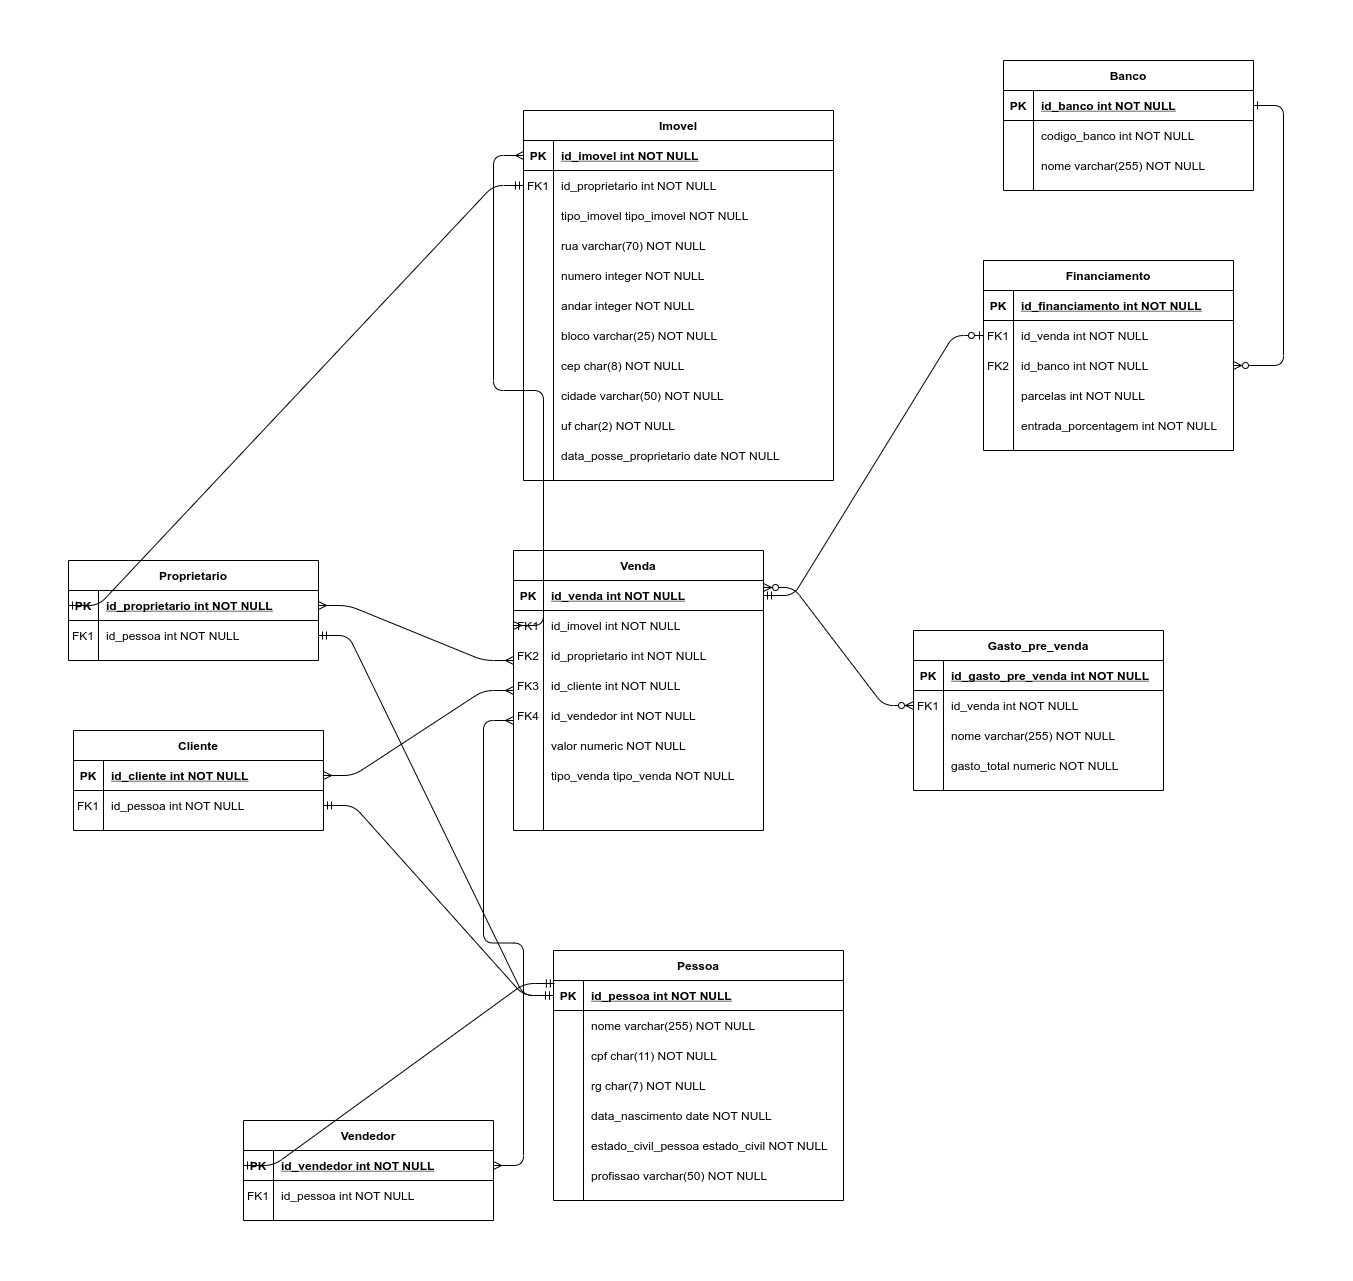 Banco
PK id_banco int NOT NULL
codigo_banco int NOT NULL
nome varchar(255) NOT NULL
Imovel
PK id_imovel int NOT NULL
FK1 id_proprietario int NOT NULL
tipo_imovel tipo_imovel NOT NULL
rua varchar(70) NOT NULL
numero integer NOT NULL
andar integer NOT NULL
bloco varchar(25) NOT NULL
cep char(8) NOT NULL
cidade varchar(50) NOT NULL
uf char(2) NOT NULL
data_posse_proprietario date NOT NULL
Financiamento
PK id_financiamento int NOT NULL
FK1 id_venda int NOT NULL
FK2 id_banco int NOT NULL
parcelas int NOT NULL
entrada_porcentagem int NOT NULL
Proprietario
PK id_proprietario int NOT NULL
FK1 id_pessoa int NOT NULL
Venda
PK id_venda int NOT NULL
FK1 id_imovel int NOT NULL
FK2 id_proprietario int NOT NULL
FK3 id_cliente int NOT NULL
FK4 id_vendedor int NOT NULL
valor numeric NOT NULL
tipo_venda tipo_venda NOT NULL
Gasto_pre_venda
PK id_gasto_pre_venda int NOT NULL
FK1 id_venda int NOT NULL
nome varchar(255) NOT NULL
gasto_total numeric NOT NULL
Cliente
PK id_cliente int NOT NULL
FK1 id_pessoa int NOT NULL
Pessoa
PK id_pessoa int NOT NULL
nome varchar(255) NOT NULL
cpf char(11) NOT NULL
rg char(7) NOT NULL
data_nascimento date NOT NULL
estado_civil_pessoa estado_civil NOT NULL
profissao varchar(50) NOT NULL
Vendedor
PK id_vendedor int NOT NULL
FK1 id_pessoa int NOT NULL